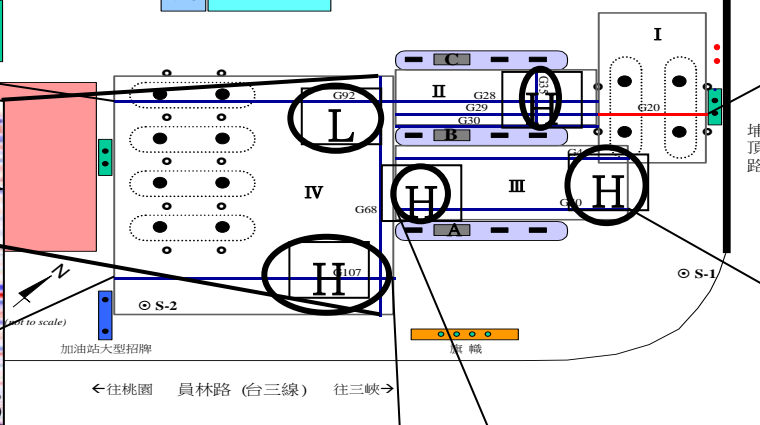 I
C
II
G28
G92
G29
G20
G30
B
L
H
H
H
H
IV
III
G68
A
G107
N
S-1
S-2
(not to scale)
埔
頂
路
加油站大型招牌
旗 幟
←往桃園 員林路 (台三線) 往三峽→